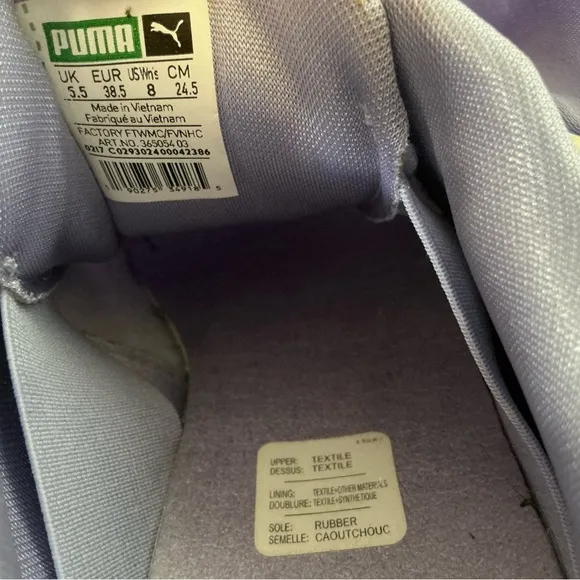 PUMA
UK EUR US Wn's CM
5.5 38.5 8 24.5
Made in Vietnam
Fabriqué au Vietnam
FACTORY FTWMC/FVNHC
ART.NO. 365054 03
0217 C 029302400042386
UPPER: TEXTILE
DESSUS: TEXTILE
LINING: TEXTILE+OTHER MATERIALS
DOUBLURE: TEXTILE+SYNTHETIQUE
SOLE: RUBBER
SEMELLE: CAOUTCHOUC